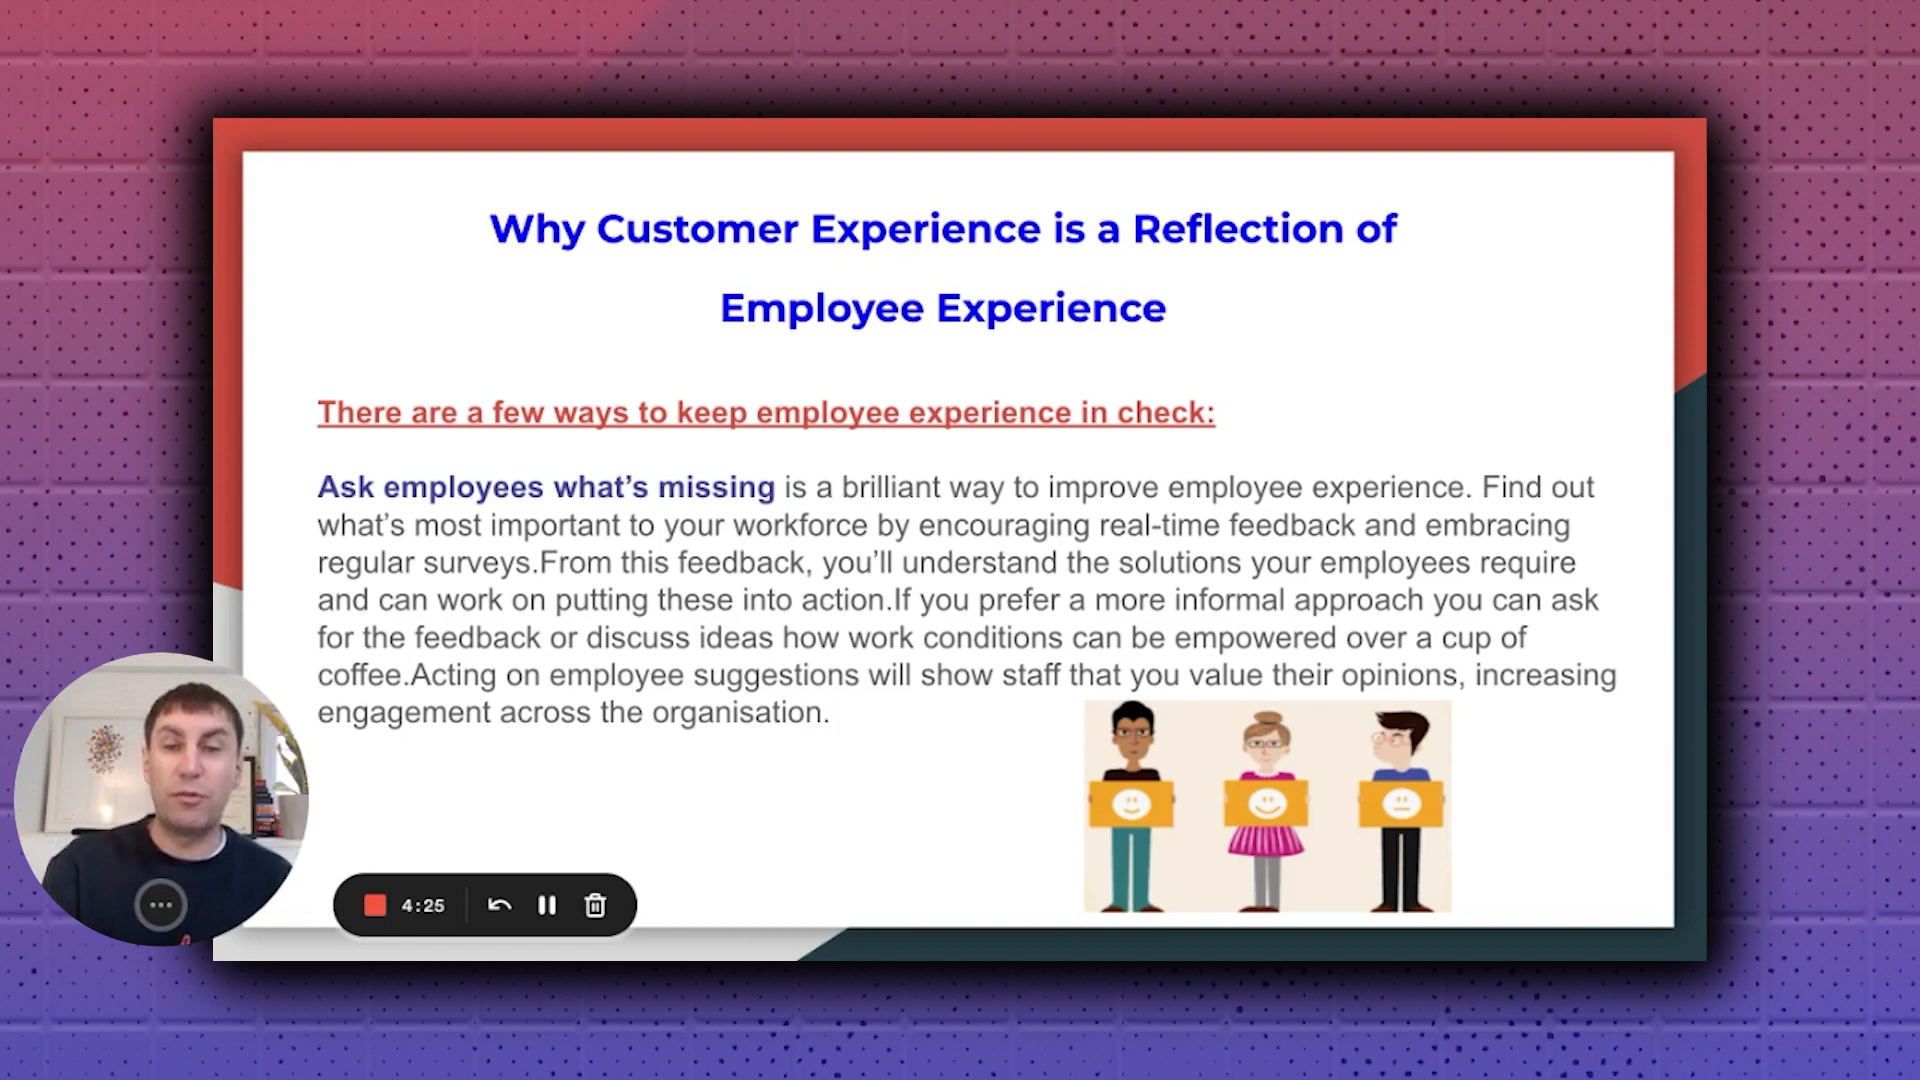 Why Customer Experience is a Reflection of
Employee Experience
There are a few ways to keep employee experience in check:
Ask employees what’s missing is a brilliant way to improve employee experience. Find out
what’s most important to your workforce by encouraging real-time feedback and embracing
regular surveys.From this feedback, you’ll understand the solutions your employees require
and can work on putting these into action.If you prefer a more informal approach you can ask
for the feedback or discuss ideas how work conditions can be empowered over a cup of
coffee.Acting on employee suggestions will show staff that you value their opinions, increasing
engagement across the organisation.
4:25